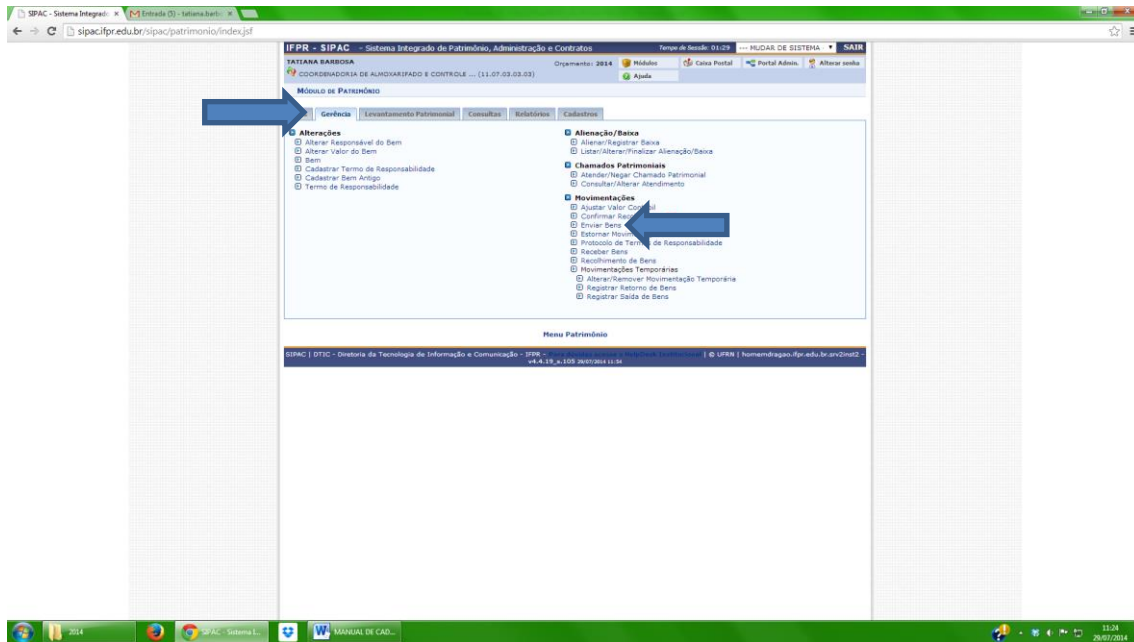 SIPAC - Sistema Integrado
Entrada (5) - tatiana.barb
sipac.ifpr.edu.br/sipac/patrimonio/index.jsf
IFPR - SIPAC - Sistema Integrado de Patrimônio, Administração e Contratos Tempo de Sessão: 01:29 --- MUDAR DE SISTEMA - SAIR
TATIANA BARBOSA Orçamento: 2014 Módulos Caixa Postal Portal Admin. Alterar senha
COORDENADORIA DE ALMOXARIFADO E CONTROLE ... (11.07.03.03.03) Ajuda
MÓDULO DE PATRIMÔNIO
Gerência Levantamento Patrimonial Consultas Relatórios Cadastros
Alterações
Alterar Responsável do Bem
Alterar Valor do Bem
Bem
Cadastrar Termo de Responsabilidade
Cadastrar Bem Antigo
Termo de Responsabilidade
Alienação/Baixa
Alienar/Registrar Baixa
Listar/Alterar/Finalizar Alienação/Baixa
Chamados Patrimoniais
Atender/Negar Chamado Patrimonial
Consultar/Alterar Atendimento
Movimentações
Ajustar Valor
Confirmar
Enviar Bens
Estornar
Protocolo de Termos de Responsabilidade
Receber Bens
Recolhimento de Bens
Movimentações Temporárias
Alterar/Remover Movimentação Temporária
Registrar Retorno de Bens
Registrar Saída de Bens
Menu Patrimônio
SIPAC | DTIC - Diretoria da Tecnologia de Informação e Comunicação - IFPR - | © UFRN | homemdragao.ifpr.edu.br.srv2inst2 -
v4.4.19_s.105 29/07/2014 11:24
2014 SIPAC - Sistema I... MANUAL DE CAD... 11:24
29/07/2014